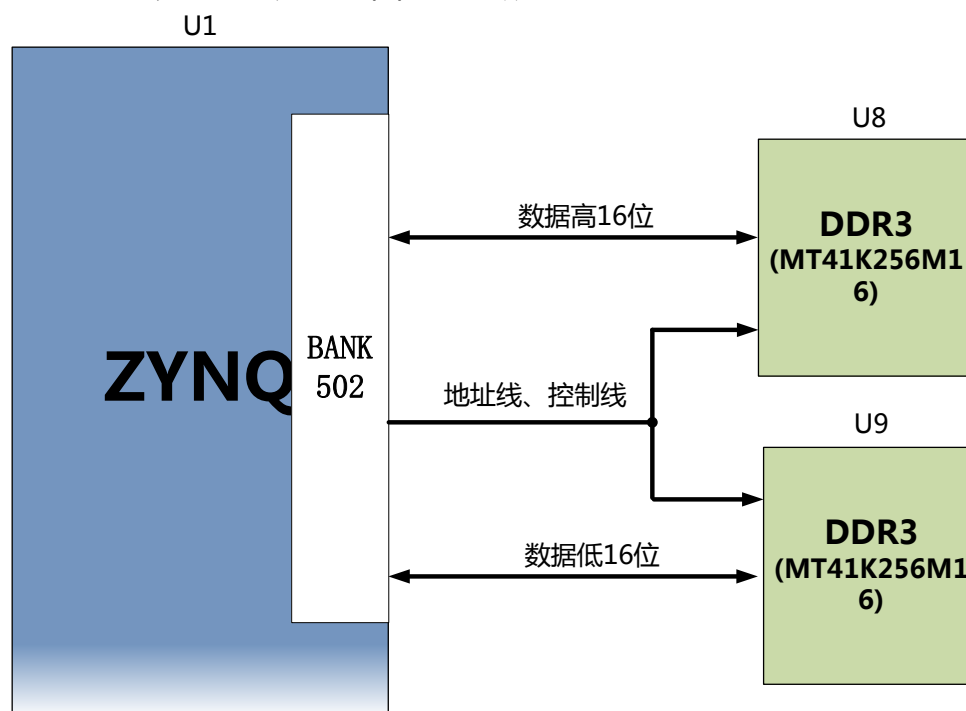 U1
U8
数据高16位
DDR3
(MT41K256M1
6)
ZYNQ
BANK
502
地址线、控制线
U9
数据低16位
DDR3
(MT41K256M1
6)